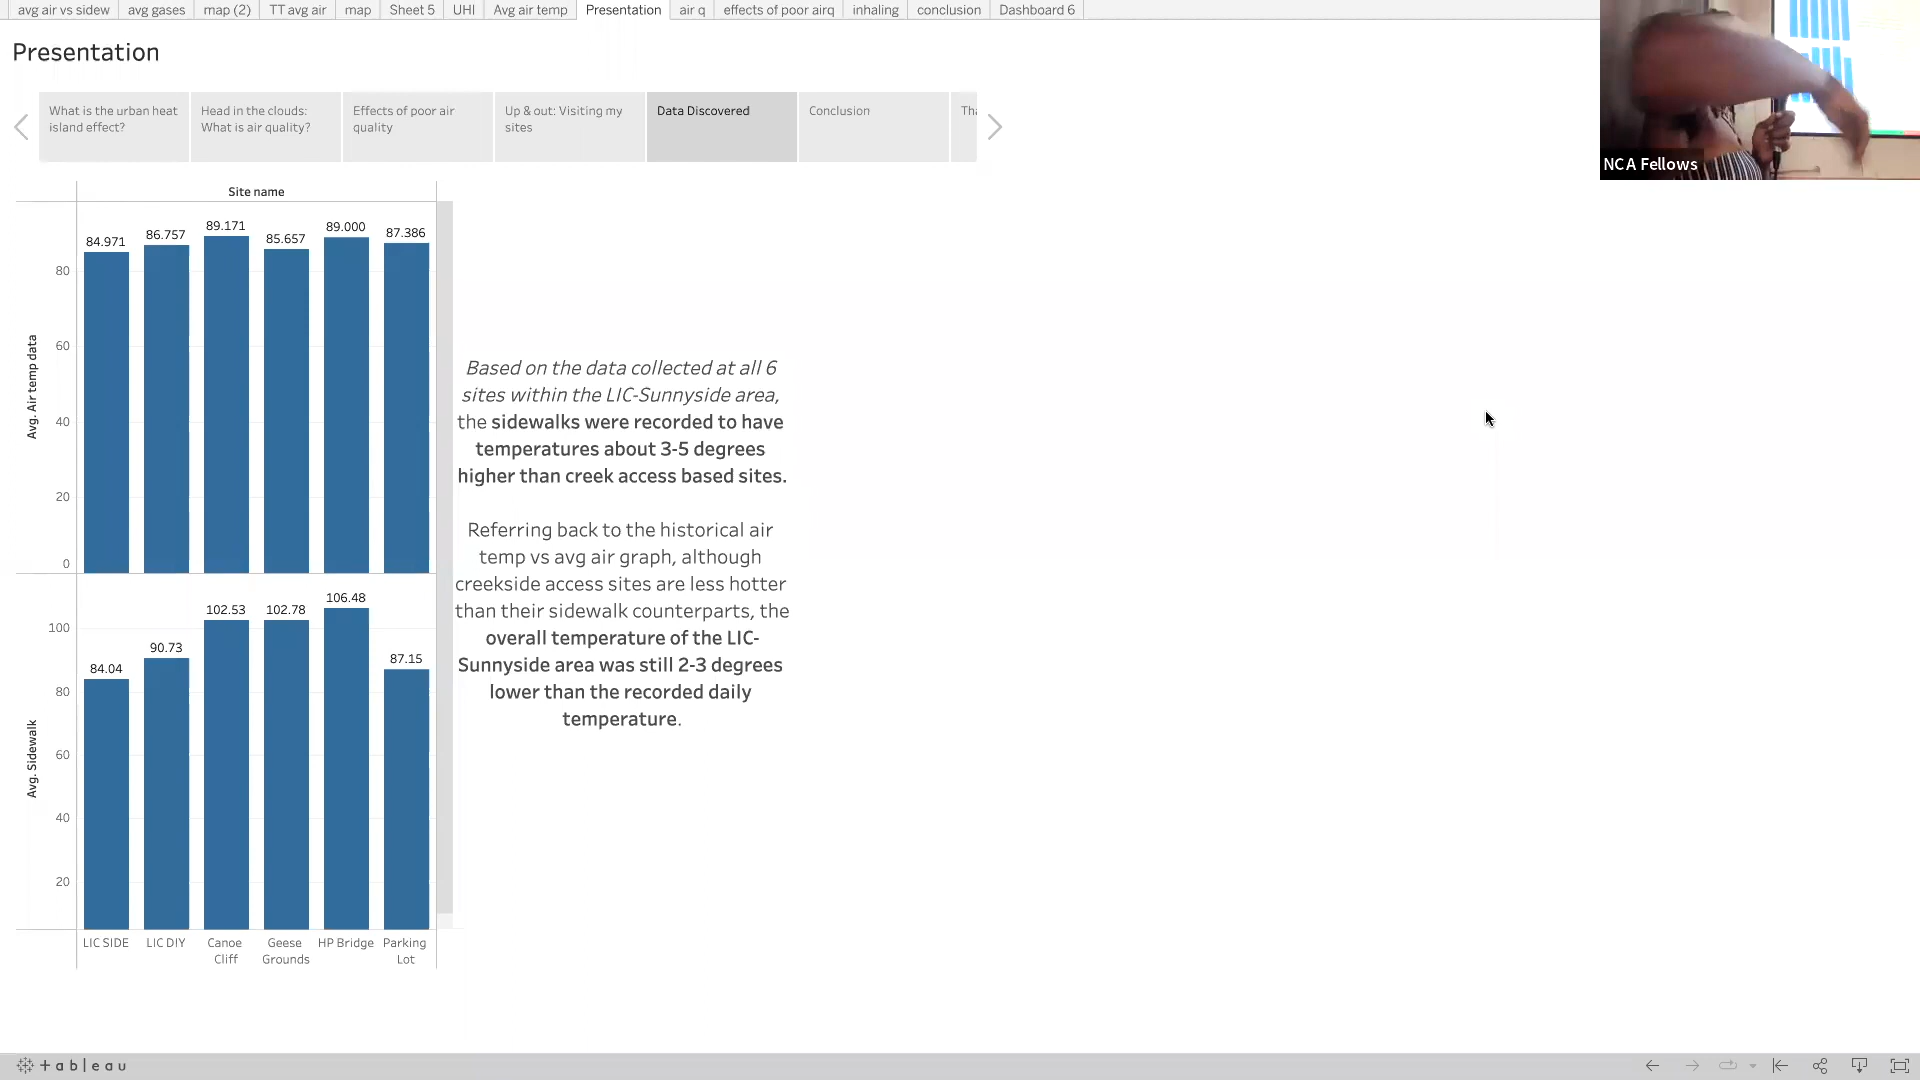 avg air vs sidew
avg gases
map (2)
TT avg air
map
Sheet 5
UHI
Avg air temp
Presentation
air q
effects of poor airq
inhaling
conclusion
Dashboard 6
Presentation
What is the urban heat
island effect?
Head in the clouds:
What is air quality?
Effects of poor air
quality
Up & out: Visiting my
sites
Data Discovered
Conclusion
Tha
NCA Fellows
Site name
84.971
86.757
89.171
85.657
89.000
87.386
80
60
40
20
0
Avg. Air temp data
84.04
90.73
102.53
102.78
106.48
87.15
100
80
60
40
20
Avg. Sidewalk
LIC SIDE
LIC DIY
Canoe
Cliff
Geese
Grounds
HP Bridge
Parking
Lot
Based on the data collected at all 6
sites within the LIC-Sunnyside area,
the sidewalks were recorded to have
temperatures about 3-5 degrees
higher than creek access based sites.
Referring back to the historical air
temp vs avg air graph, although
creekside access sites are less hotter
than their sidewalk counterparts, the
overall temperature of the LIC-
Sunnyside area was still 2-3 degrees
lower than the recorded daily
temperature.
+ a b | e a u